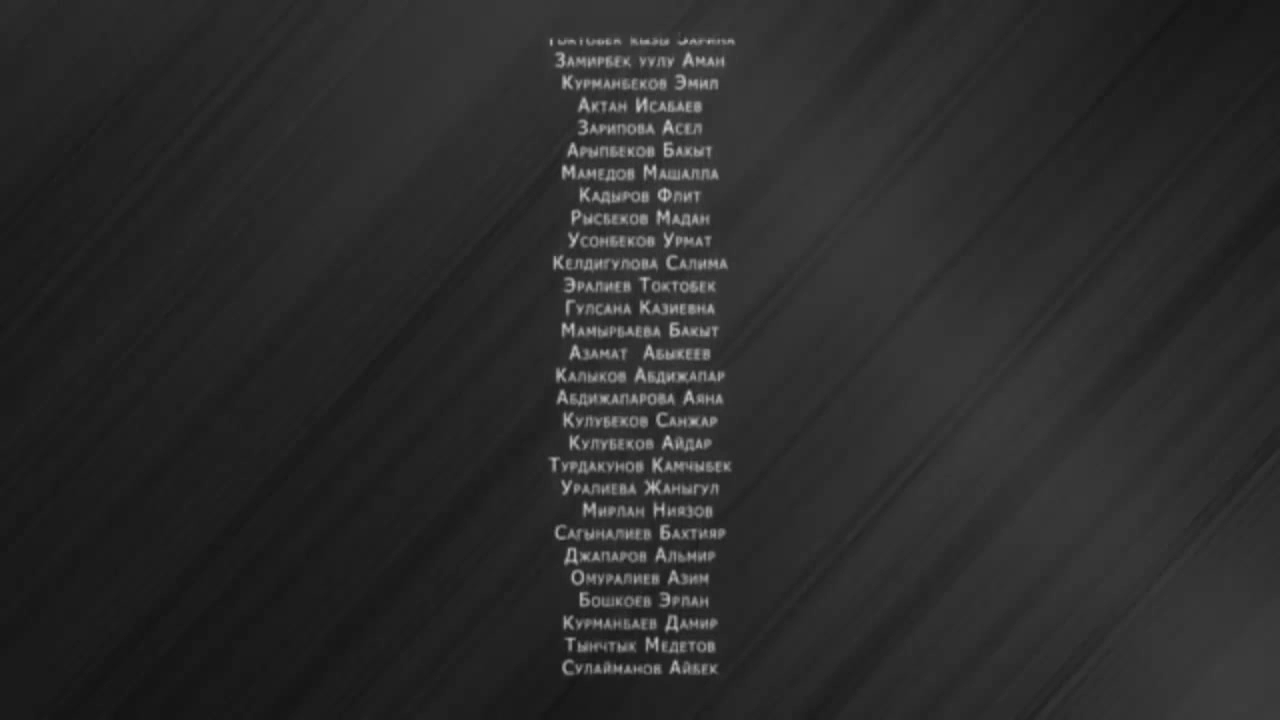 Токтобек кызы Зарина
Замирбек уулу Аман
Курманбеков Эмил
Актан Исабаев
Зарипова Асел
Арыпбеков Бакыт
Мамедов Машалла
Кадыров Флит
Рысбеков Мадан
Усонбеков Урмат
Келдигулова Салима
Эралиев Токтобек
Гулсана Казиевна
Мамырбаева Бакыт
Азамат Абыкеев
Калыков Абдижапар
Абдижапарова Аяна
Кулубеков Санжар
Кулубеков Айдар
Турдакунов Камчыбек
Уралиева Жаныгул
Мирлан Ниязов
Сагыналиев Бахтияр
Джапаров Альмир
Омуралиев Азим
Бошкоев Эрлан
Курманбаев Дамир
Тынчтык Медетов
Сулайманов Айбек